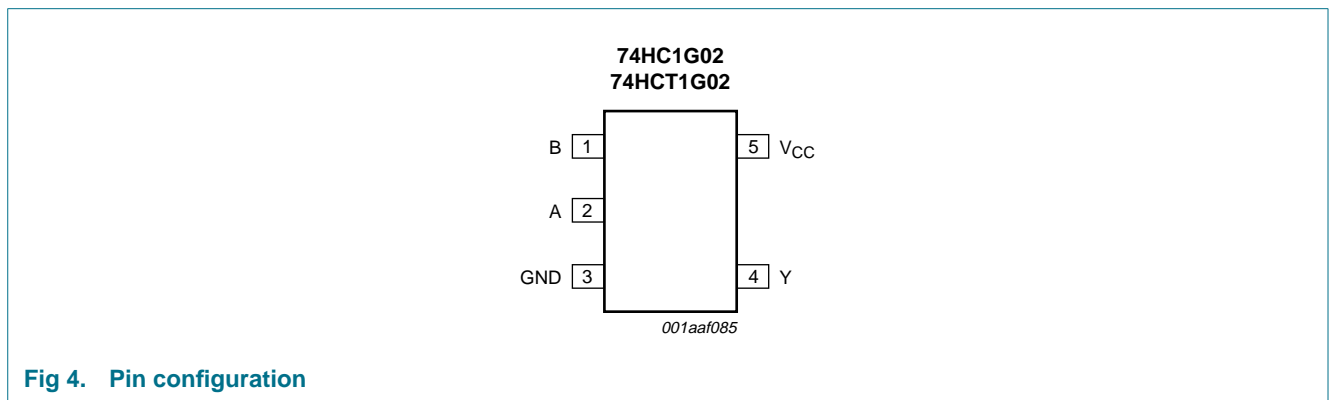 74HC1G02
74HCT1G02
B 1
5 VCC
A 2
GND 3
4 Y
001aaf085
Fig 4. Pin configuration